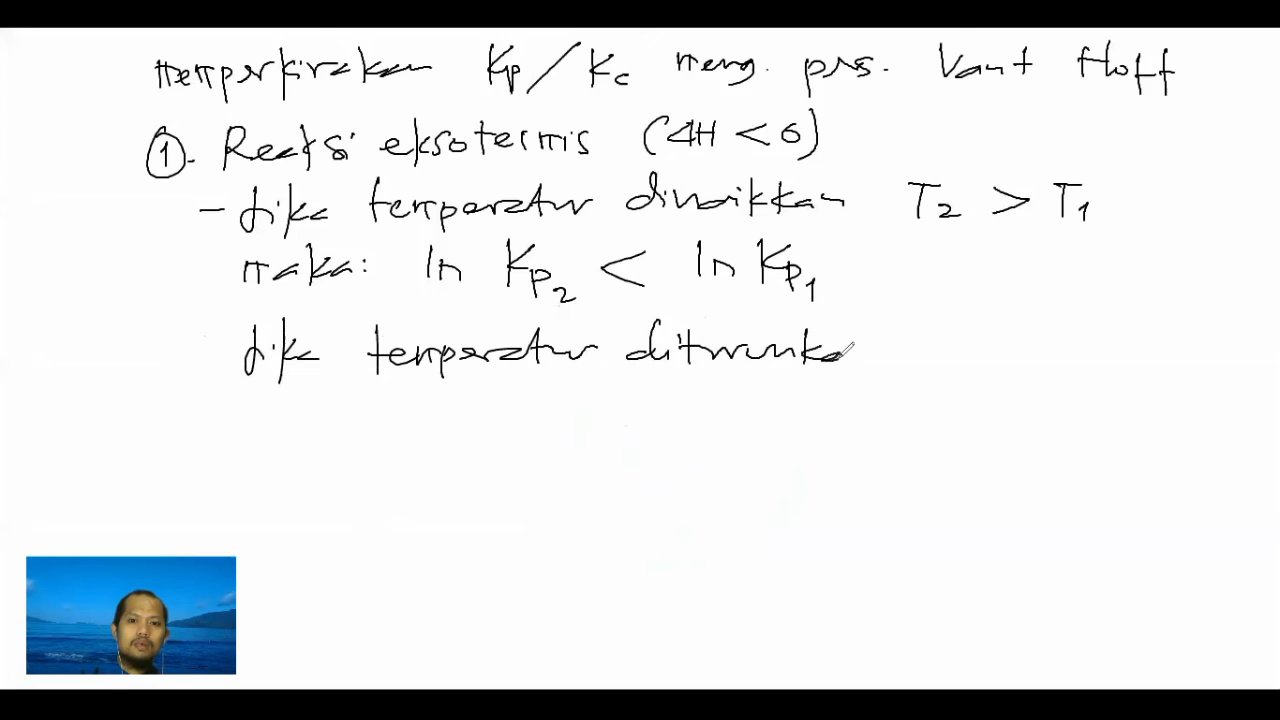 Memperkirakan Kp/Kc meng. prs. Vant Hoff
①. Reaksi eksotermis (ΔH < 0)
- Jika temperatur dinaikkan T₂ > T₁
maka: ln Kp₂ < ln Kp₁
Jika temperatur diturunka